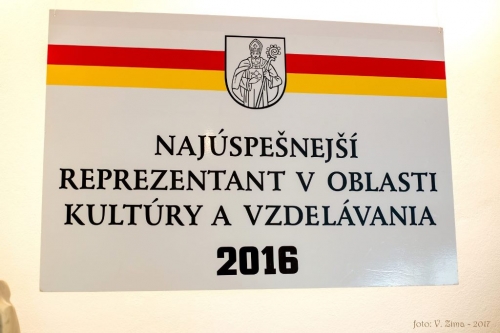 NAJÚSPEŠNEJŠÍ
REPREZENTANT V OBLASTI
KULTÚRY A VZDELÁVANIA
2016
foto: V. Zima - 2017